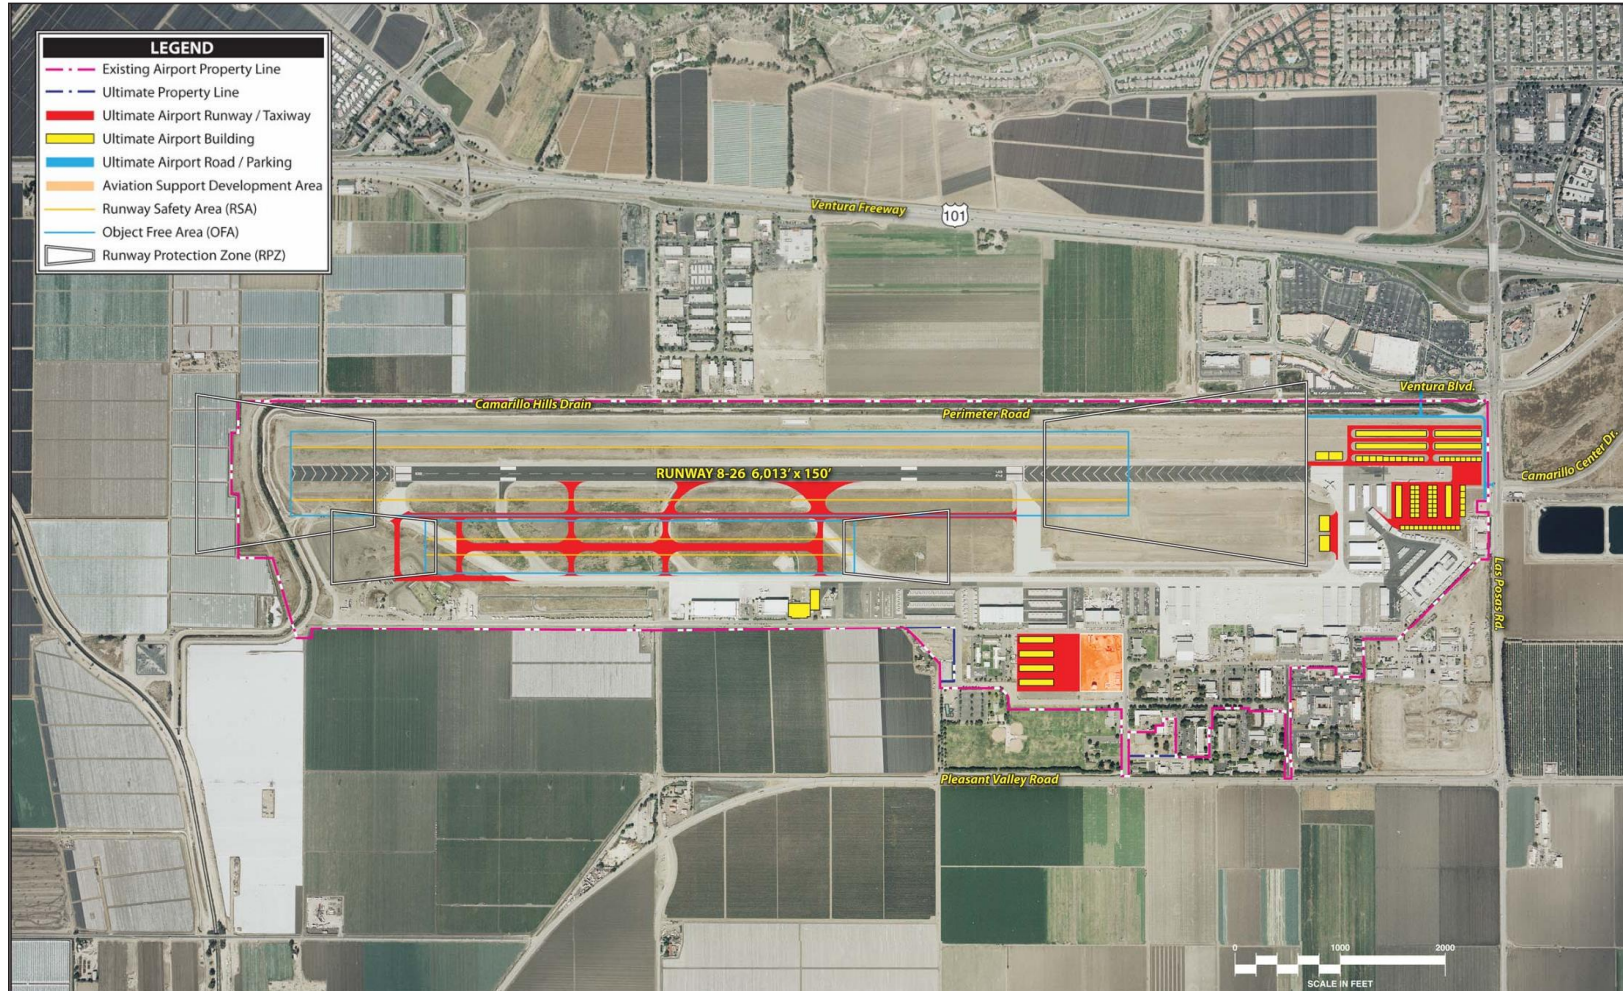 LEGEND
Existing Airport Property Line
Ultimate Property Line
Ultimate Airport Runway / Taxiway
Ultimate Airport Building
Ultimate Airport Road / Parking
Aviation Support Development Area
Runway Safety Area (RSA)
Object Free Area (OFA)
Runway Protection Zone (RPZ)
Ventura Freeway
101
Ventura Blvd.
Camarillo Hills Drain
Perimeter Road
Camarillo Center Dr.
RUNWAY 8-26 6,013' x 150'
Las Posas Rd.
Pleasant Valley Road
0 1000 2000
SCALE IN FEET